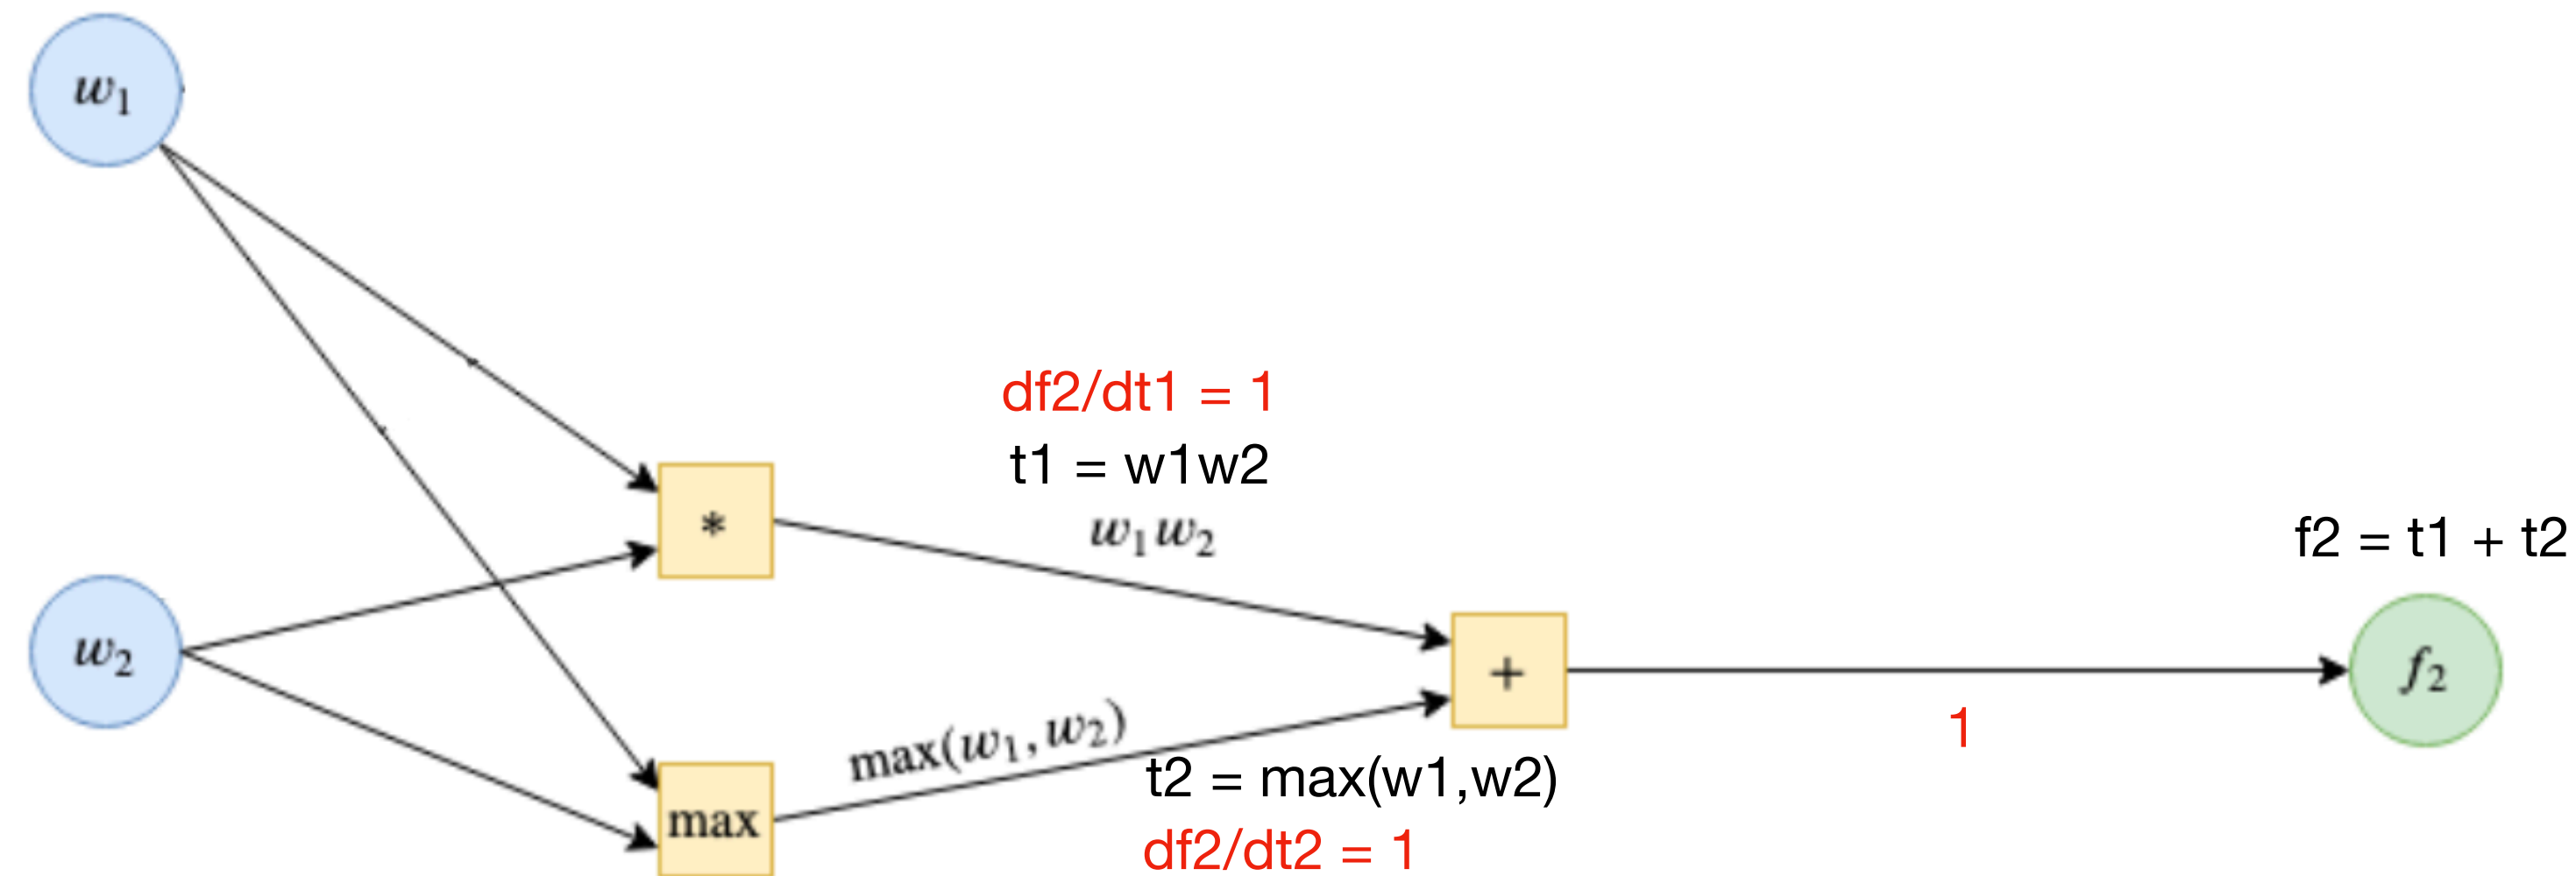 w₁
df2/dt1 = 1
t1 = w1w2
*
w₁w₂
f2 = t1 + t2
w₂
+
f₂
1
max(w₁, w₂)
t2 = max(w1,w2)
max
df2/dt2 = 1